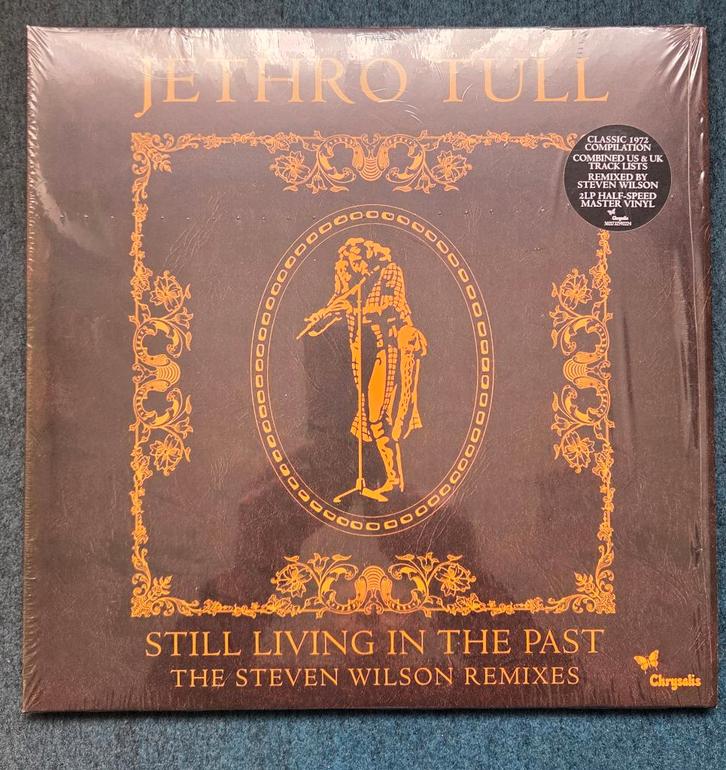 JETHRO TULL
CLASSIC 1972
COMPILATION
COMBINED US & UK
TRACK LISTS
REMIXED BY
STEVEN WILSON
2LP HALF-SPEED
MASTER VINYL
Chrysalis
STILL LIVING IN THE PAST
THE STEVEN WILSON REMIXES
Chrysalis